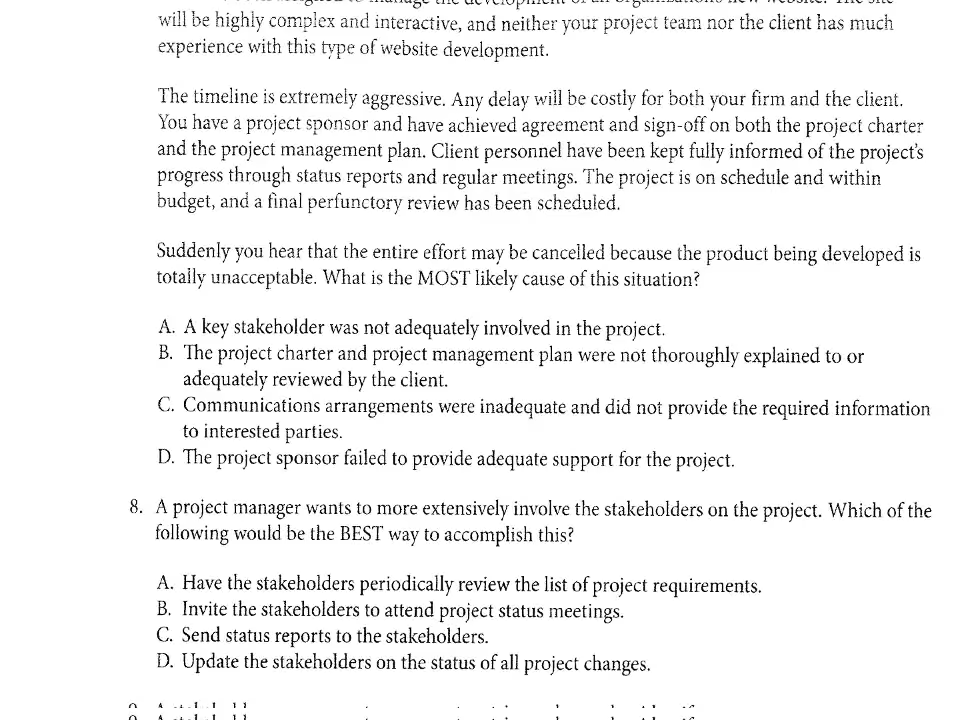 will be highly complex and interactive, and neither your project team nor the client has much
experience with this type of website development.
The timeline is extremely aggressive. Any delay will be costly for both your firm and the client.
You have a project sponsor and have achieved agreement and sign-off on both the project charter
and the project management plan. Client personnel have been kept fully informed of the project's
progress through status reports and regular meetings. The project is on schedule and within
budget, and a final perfunctory review has been scheduled.
Suddenly you hear that the entire effort may be cancelled because the product being developed is
totally unacceptable. What is the MOST likely cause of this situation?
A. A key stakeholder was not adequately involved in the project.
B. The project charter and project management plan were not thoroughly explained to or
adequately reviewed by the client.
C. Communications arrangements were inadequate and did not provide the required information
to interested parties.
D. The project sponsor failed to provide adequate support for the project.
8. A project manager wants to more extensively involve the stakeholders on the project. Which of the
following would be the BEST way to accomplish this?
A. Have the stakeholders periodically review the list of project requirements.
B. Invite the stakeholders to attend project status meetings.
C. Send status reports to the stakeholders.
D. Update the stakeholders on the status of all project changes.